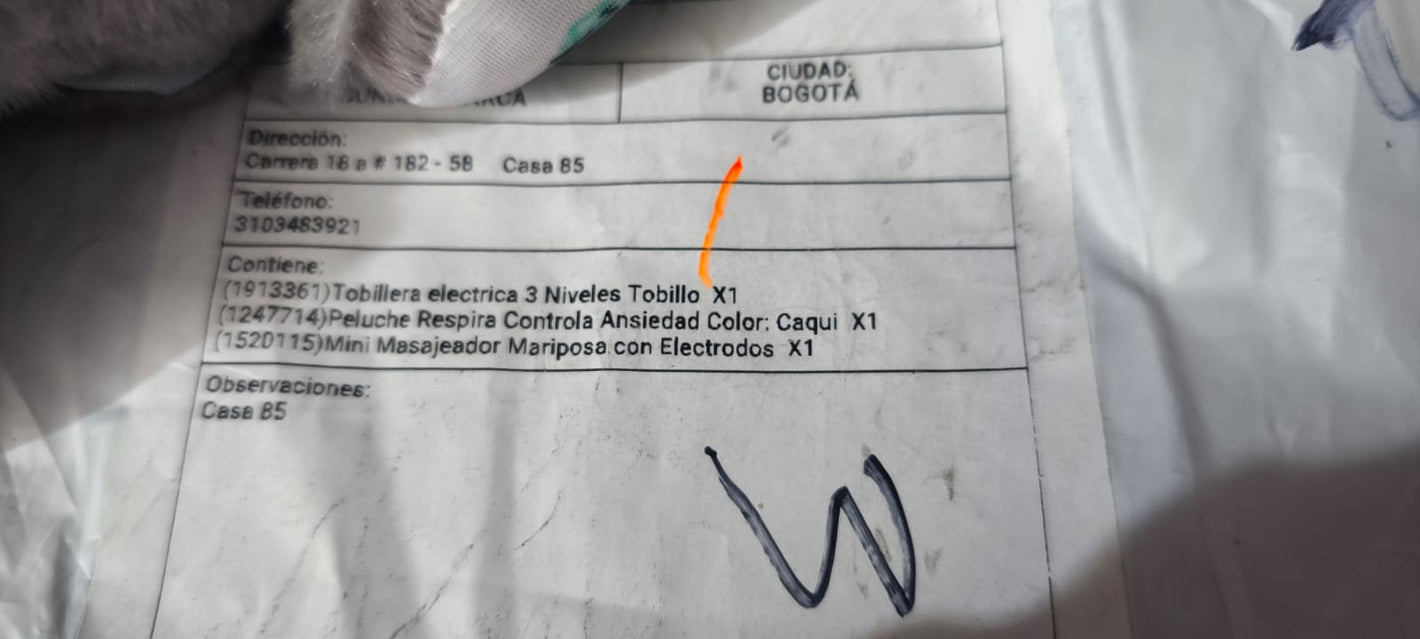 CIUDAD:
BOGOTÁ
Dirección:
Carrera 18 a # 182 - 58 Casa 85
Teléfono:
3103483921
Contiene:
(1913361)Tobillera electrica 3 Niveles Tobillo X1
(1247714)Peluche Respira Controla Ansiedad Color: Caqui X1
(1520115)Mini Masajeador Mariposa con Electrodos X1
Observaciones:
Casa 85